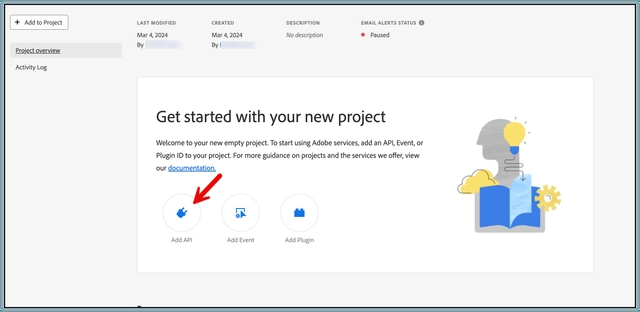 + Add to Project
Project overview
Activity Log
LAST MODIFIED
Mar 4, 2024
By
CREATED
Mar 4, 2024
By
DESCRIPTION
No description
EMAIL ALERTS STATUS
Paused
Get started with your new project
Welcome to your new empty project. To start using Adobe services, add an API, Event, or
Plugin ID to your project. For more guidance on projects and the services we offer, view
our documentation.
Add API
Add Event
Add Plugin